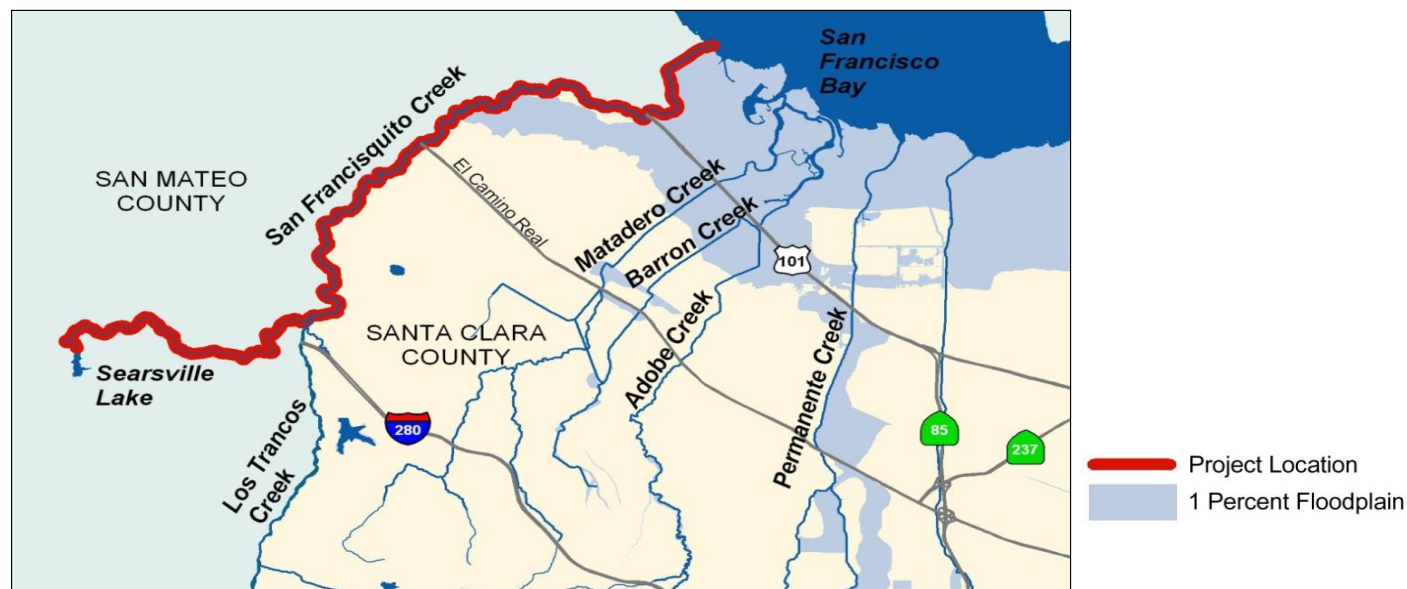 San
Francisco
Bay
San Francisquito Creek
SAN MATEO
COUNTY
El Camino Real
Matadero Creek
Barron Creek
101
SANTA CLARA
COUNTY
Adobe Creek
Permanente Creek
Searsville
Lake
Los Trancos
Creek
280
85
237
Project Location
1 Percent Floodplain